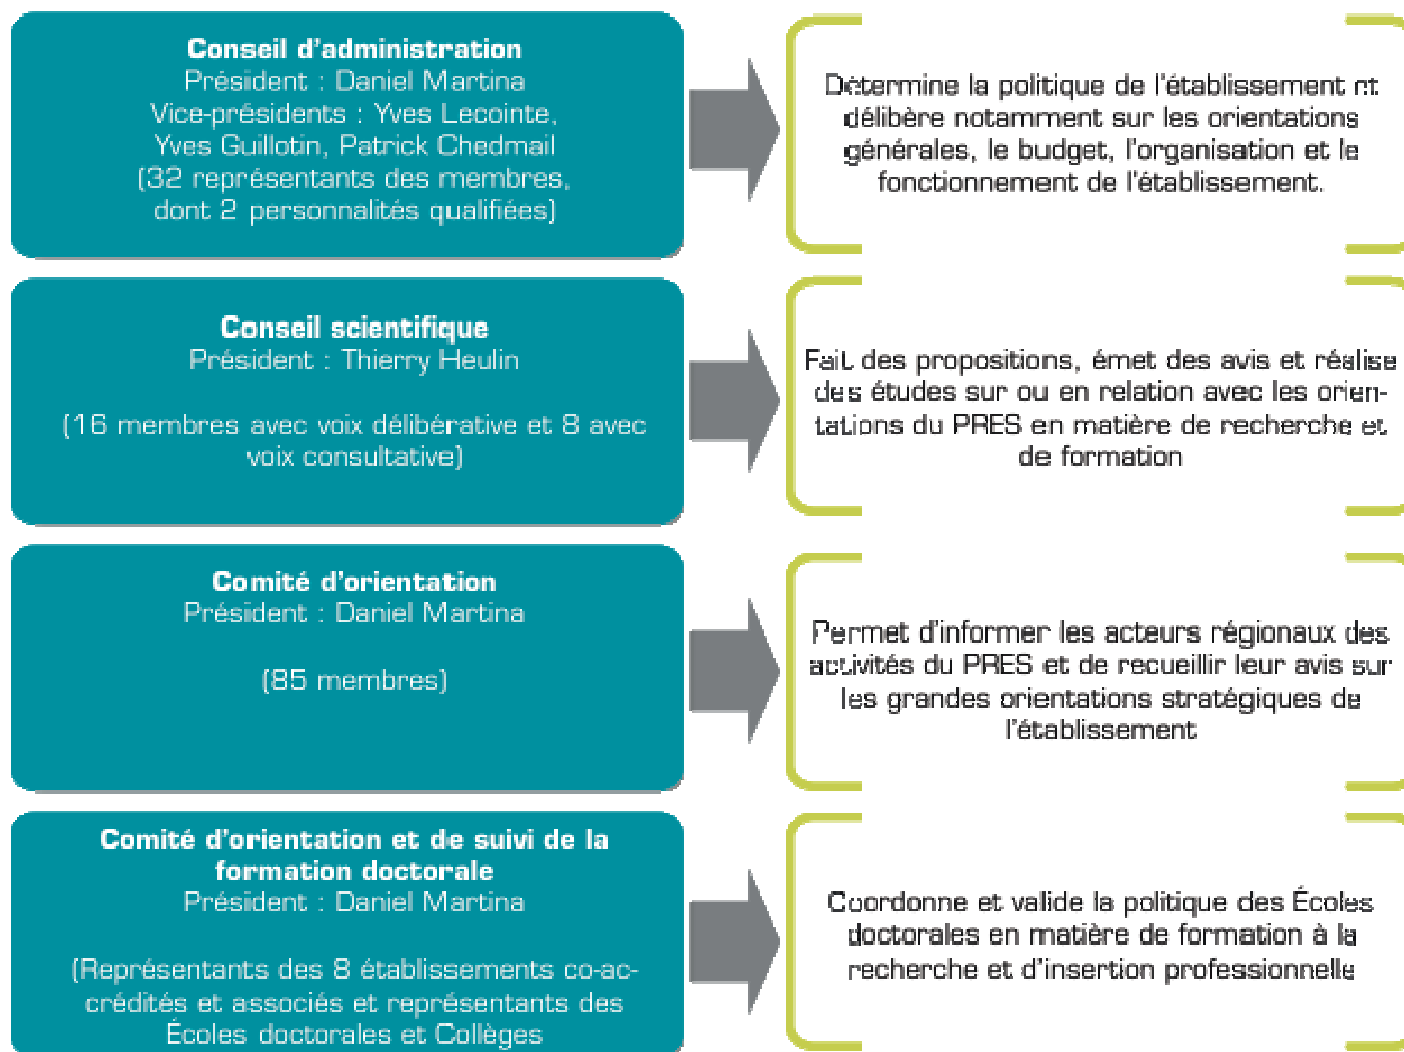 Conseil d'administration
Président : Daniel Martina
Vice-présidents : Yves Lecointe,
Yves Guillotin, Patrick Chedmail
(32 représentants des membres,
dont 2 personnalités qualifiées)
Détermine la politique de l'établissement et
délibère notamment sur les orientations
générales, le budget, l'organisation et le
fonctionnement de l'établissement.
Conseil scientifique
Président : Thierry Heulin
(16 membres avec voix délibérative et 8 avec
voix consultative)
Fait des propositions, émet des avis et réalise
des études sur ou en relation avec les orien-
tations du PRES en matière de recherche et
de formation
Comité d'orientation
Président : Daniel Martina
(85 membres)
Permet d'informer les acteurs régionaux des
activités du PRES et de recueillir leur avis sur
les grandes orientations stratégiques de
l'établissement
Comité d'orientation et de suivi de la
formation doctorale
Président : Daniel Martina
(Représentants des 8 établissements co-ac-
crédités et associés et représentants des
Écoles doctorales et Collèges
Coordonne et valide la politique des Écoles
doctorales en matière de formation à la
recherche et d'insertion professionnelle